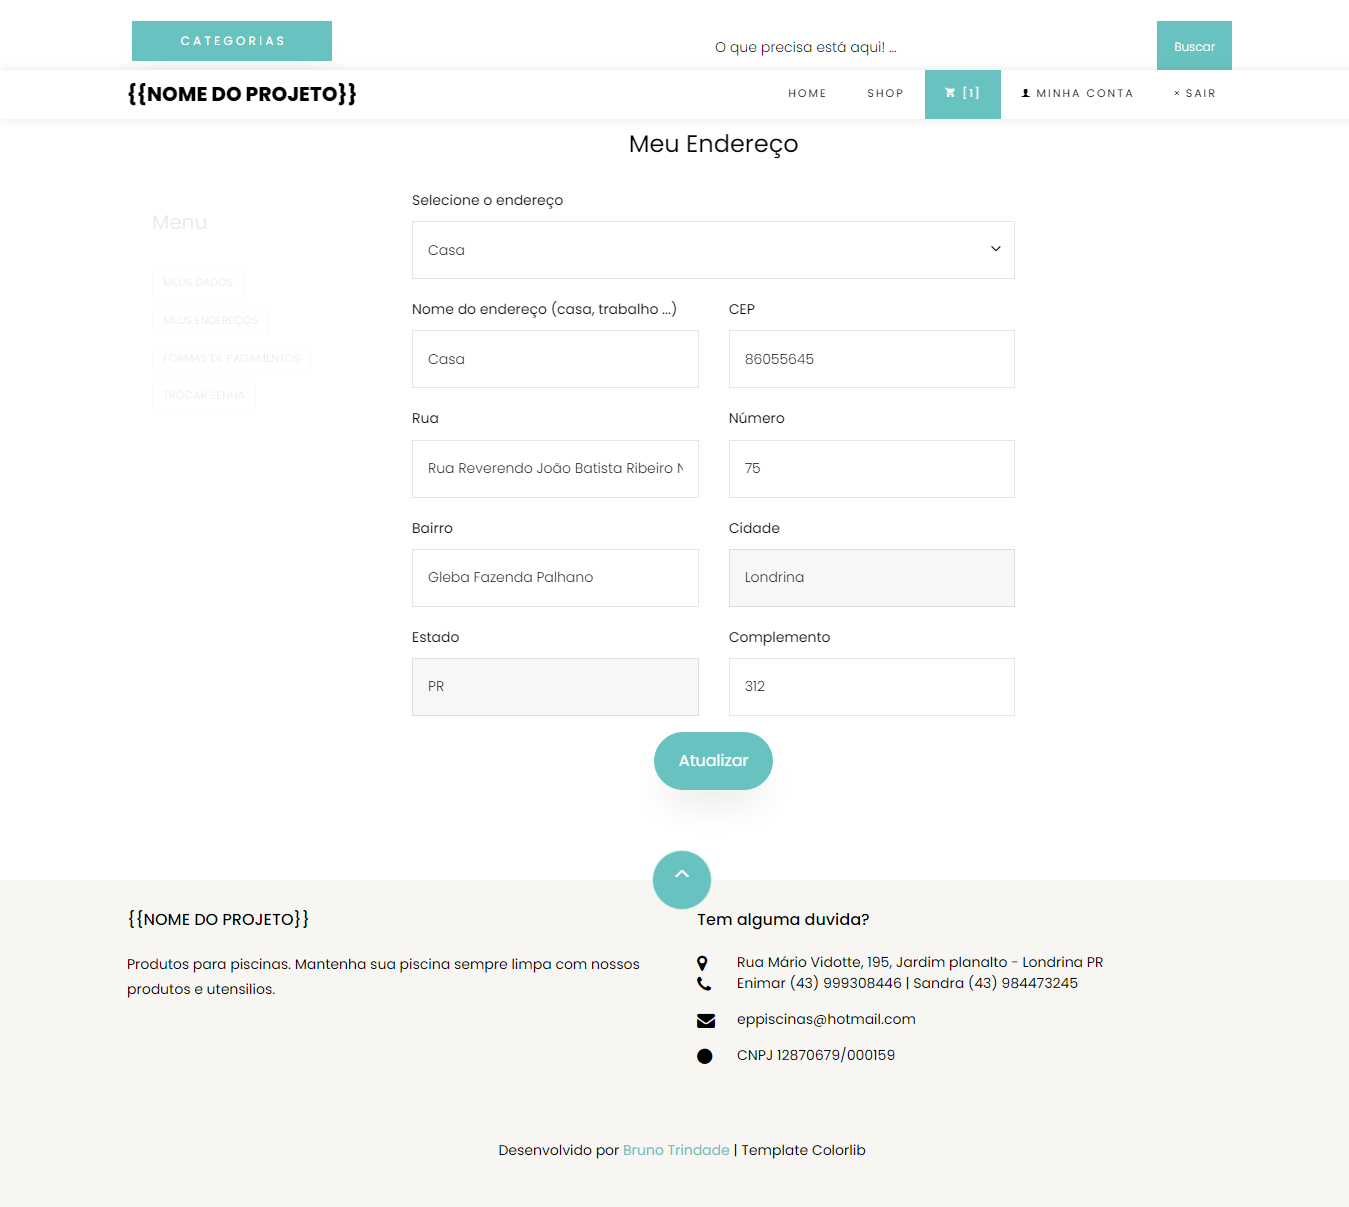 CATEGORIAS
O que precisa está aqui! ...
Buscar
{{NOME DO PROJETO}}
HOME
SHOP
[1]
MINHA CONTA
× SAIR
Meu Endereço
Menu
MEUS DADOS
MEUS ENDEREÇOS
FORMAS DE PAGAMENTOS
TROCAR SENHA
Selecione o endereço
Casa
Nome do endereço (casa, trabalho ...)
CEP
Casa
86055645
Rua
Número
Rua Reverendo João Batista Ribeiro N
75
Bairro
Cidade
Gleba Fazenda Palhano
Londrina
Estado
Complemento
PR
312
Atualizar
{{NOME DO PROJETO}}
Produtos para piscinas. Mantenha sua piscina sempre limpa com nossos
produtos e utensilios.
Tem alguma duvida?
Rua Mário Vidotte, 195, Jardim planalto - Londrina PR
Enimar (43) 999308446 | Sandra (43) 984473245
eppiscinas@hotmail.com
CNPJ 12870679/000159
Desenvolvido por Bruno Trindade | Template Colorlib